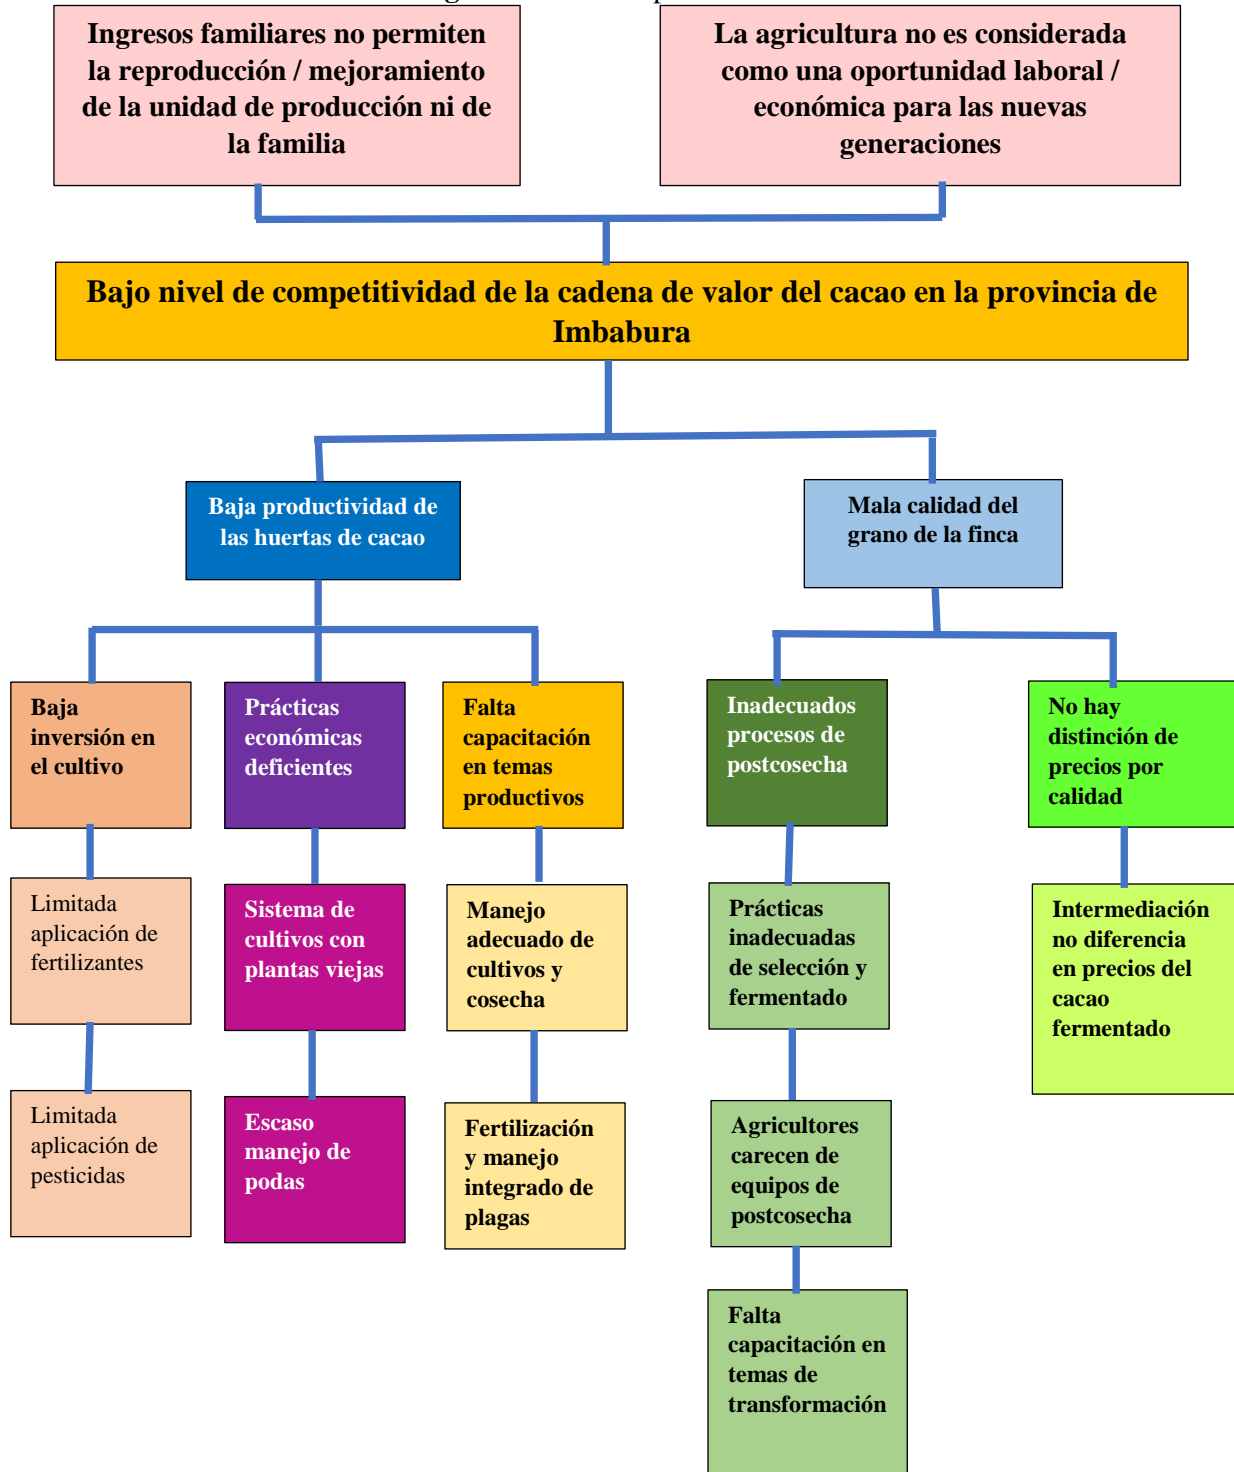 Ingresos familiares no permiten
la reproducción / mejoramiento
de la unidad de producción ni de
la familia
La agricultura no es considerada
como una oportunidad laboral /
económica para las nuevas
generaciones
Bajo nivel de competitividad de la cadena de valor del cacao en la provincia de
Imbabura
Baja productividad de
las huertas de cacao
Mala calidad del
grano de la finca
Baja
inversión en
el cultivo
Prácticas
económicas
deficientes
Falta
capacitación
en temas
productivos
Inadecuados
procesos de
postcosecha
No hay
distinción de
precios por
calidad
Limitada
aplicación de
fertilizantes
Sistema de
cultivos con
plantas viejas
Manejo
adecuado de
cultivos y
cosecha
Prácticas
inadecuadas
de selección y
fermentado
Intermediación
no diferencia
en precios del
cacao
fermentado
Limitada
aplicación de
pesticidas
Escaso
manejo de
podas
Fertilización
y manejo
integrado de
plagas
Agricultores
carecen de
equipos de
postcosecha
Falta
capacitación en
temas de
transformación